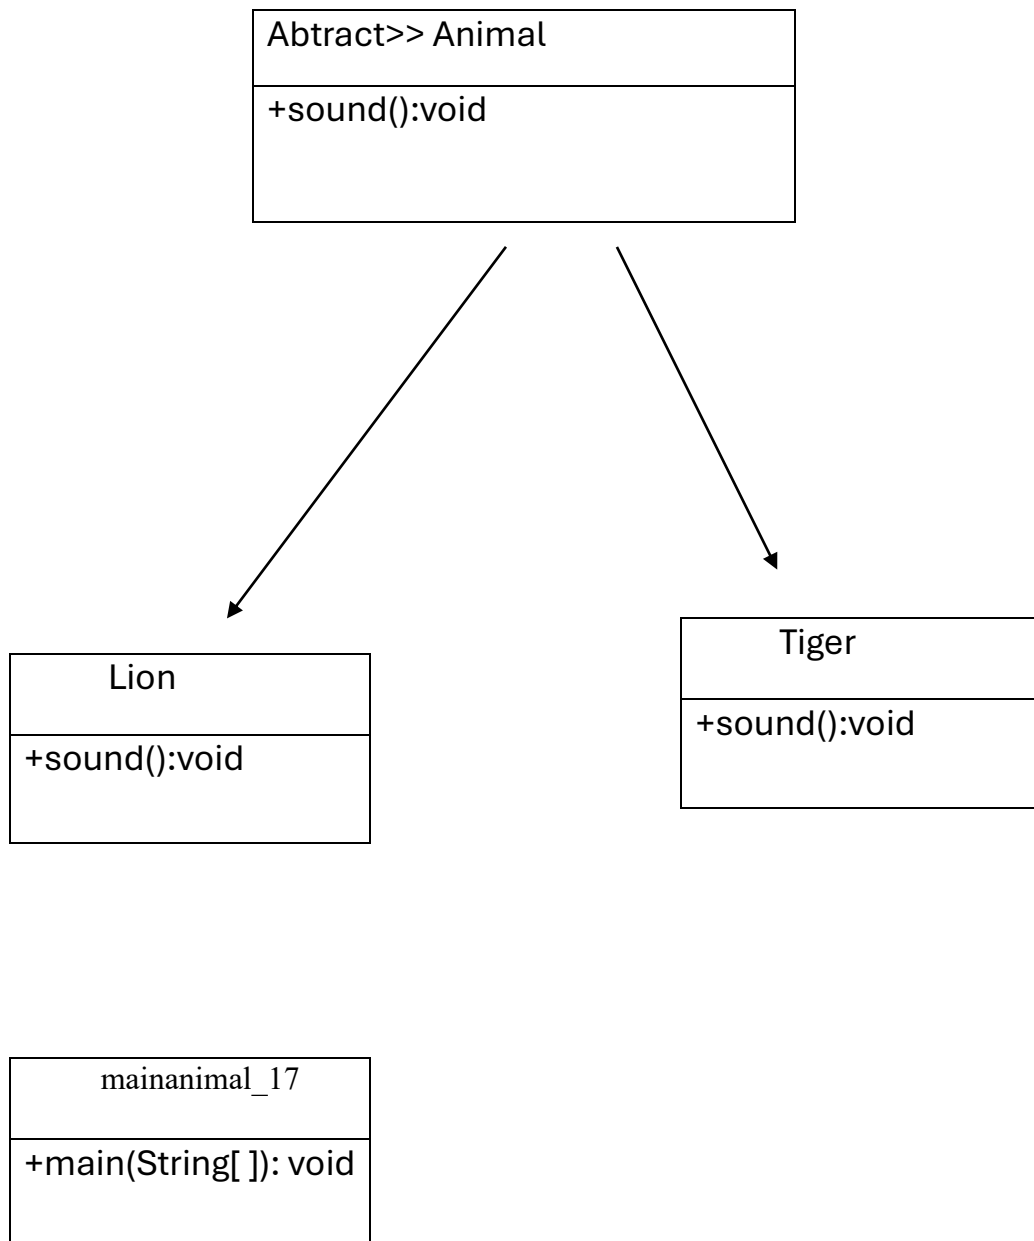 Abtract>> Animal
+sound():void
Lion
+sound():void
Tiger
+sound():void
mainanimal_17
+main(String[ ]): void